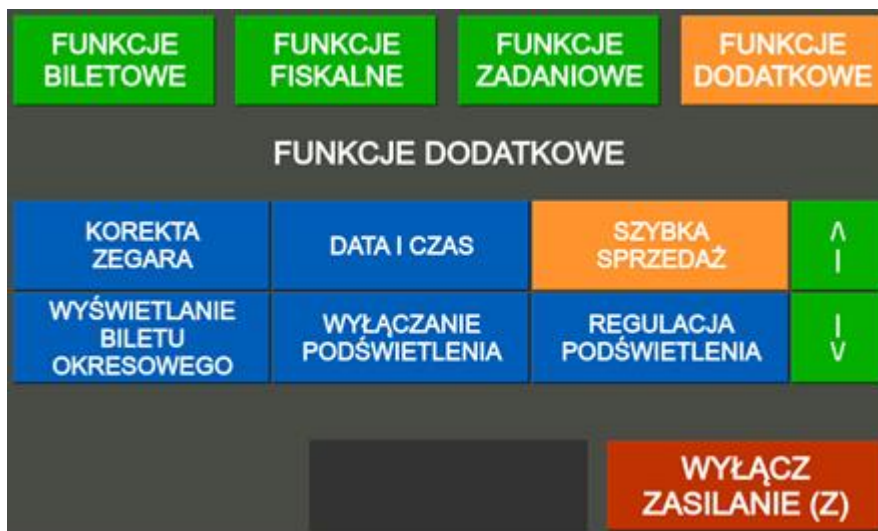 FUNKCJE
BILETOWE
FUNKCJE
FISKALNE
FUNKCJE
ZADANIOWE
FUNKCJE
DODATKOWE
FUNKCJE DODATKOWE
KOREKTA
ZEGARA
DATA I CZAS
SZYBKA
SPRZEDAŻ
WYŚWIETLANIE
BILETU
OKRESOWEGO
WYŁĄCZANIE
PODŚWIETLENIA
REGULACJA
PODŚWIETLENIA
WYŁĄCZ
ZASILANIE (Z)